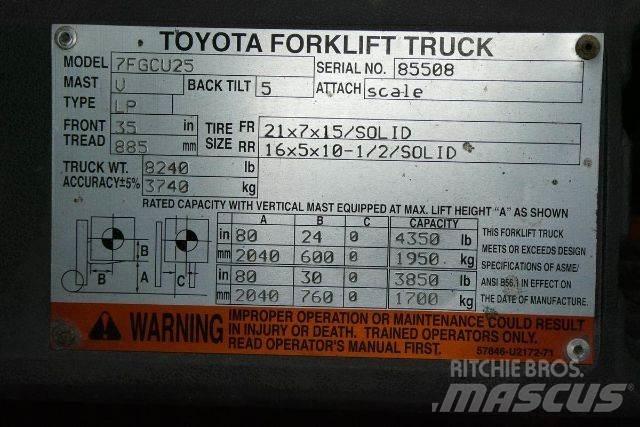 TOYOTA FORKLIFT TRUCK
MODEL 7FGCU25 SERIAL NO. 85508
MAST V BACK TILT 5 ATTACH scale
TYPE LP
FRONT 35 in TIRE FR 21x7x15/SOLID
TREAD 885 mm SIZE RR 16x5x10-1/2/SOLID
TRUCK WT. 8240 lb
ACCURACY±5% 3740 kg
RATED CAPACITY WITH VERTICAL MAST EQUIPPED AT MAX. LIFT HEIGHT "A" AS SHOWN
A B C CAPACITY
in 80 24 0 4350 lb
mm 2040 600 0 1950 kg
in 80 30 0 3850 lb
mm 2040 760 0 1700 kg
B
B A C
THIS FORKLIFT TRUCK
MEETS OR EXCEEDS DESIGN
SPECIFICATIONS OF ASME/
ANSI B56.1 IN EFFECT ON
THE DATE OF MANUFACTURE.
WARNING
IMPROPER OPERATION OR MAINTENANCE COULD RESULT
IN INJURY OR DEATH. TRAINED OPERATORS ONLY.
READ OPERATOR'S MANUAL FIRST.
57846-U2172-71
RITCHIE BROS.
MASCUS